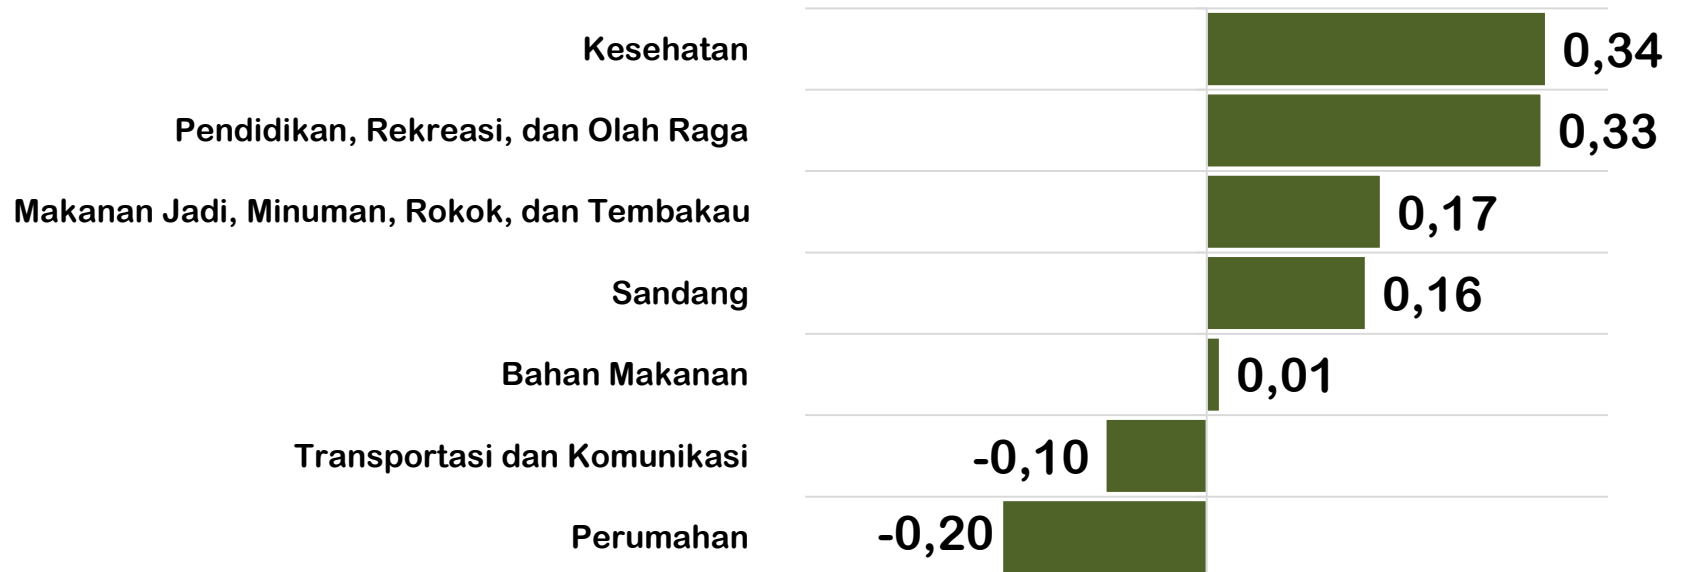 Kesehatan 0,34
Pendidikan, Rekreasi, dan Olah Raga 0,33
Makanan Jadi, Minuman, Rokok, dan Tembakau 0,17
Sandang 0,16
Bahan Makanan 0,01
Transportasi dan Komunikasi -0,10
Perumahan -0,20